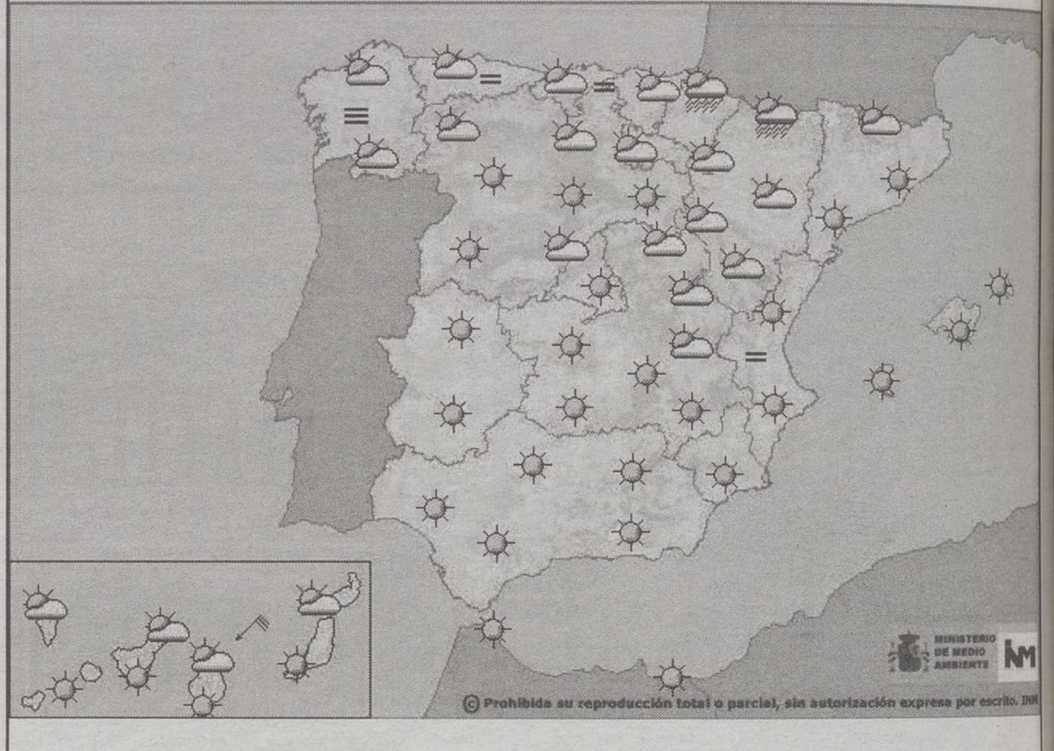 MINISTERIO
DE MEDIO
AMBIENTE
INM
© Prohibida su reproducción total o parcial, sin autorización expresa por escrito. INM